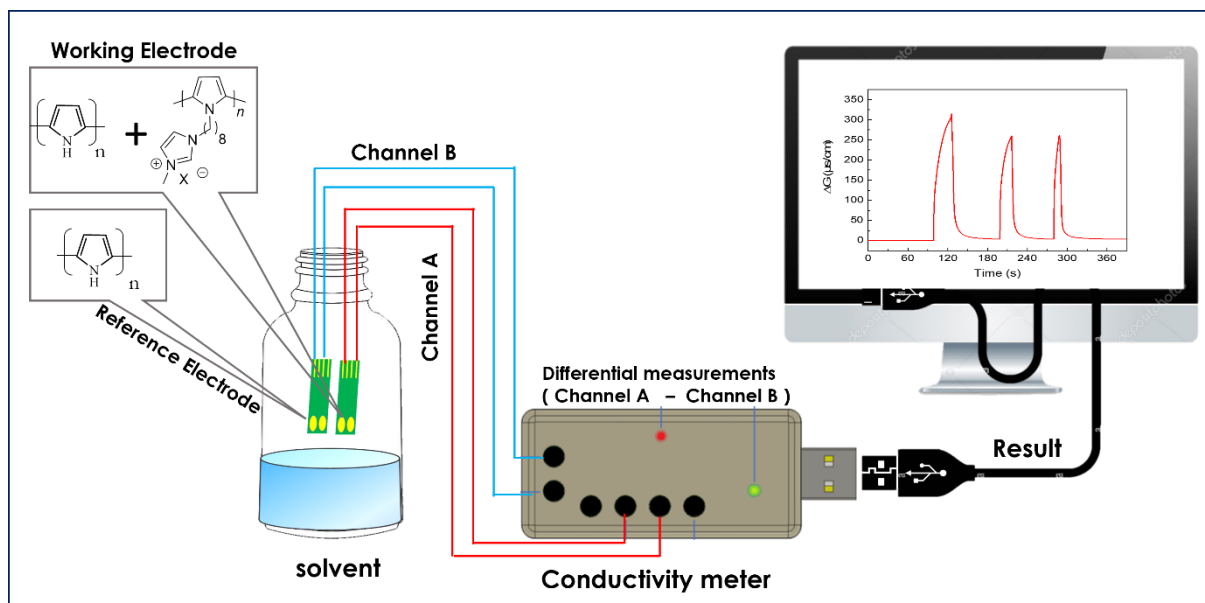 Working Electrode
( N H ) n
+
n
N
8
N
N
+
X −
( N H ) n
Reference Electrode
Channel B
Channel A
solvent
Differential measurements
( Channel A – Channel B )
Conductivity meter
Result
ΔG (µs/cm)
350
300
250
200
150
100
50
0
0 60 120 180 240 300 360
Time (s)
depositphotos